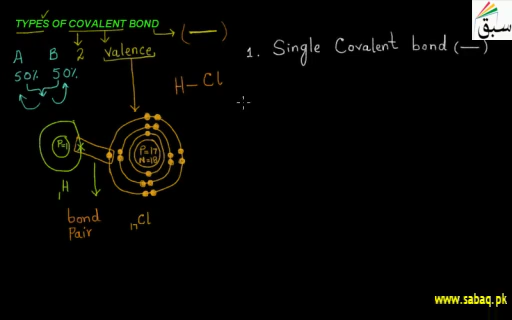 TYPES OF COVALENT BOND
(—)
A B 2 valence
50% 50%
H — Cl
P=1
P=17
N=18
1H
17Cl
bond
Pair
1. Single Covalent bond (—)
سبق
www.sabaq.pk